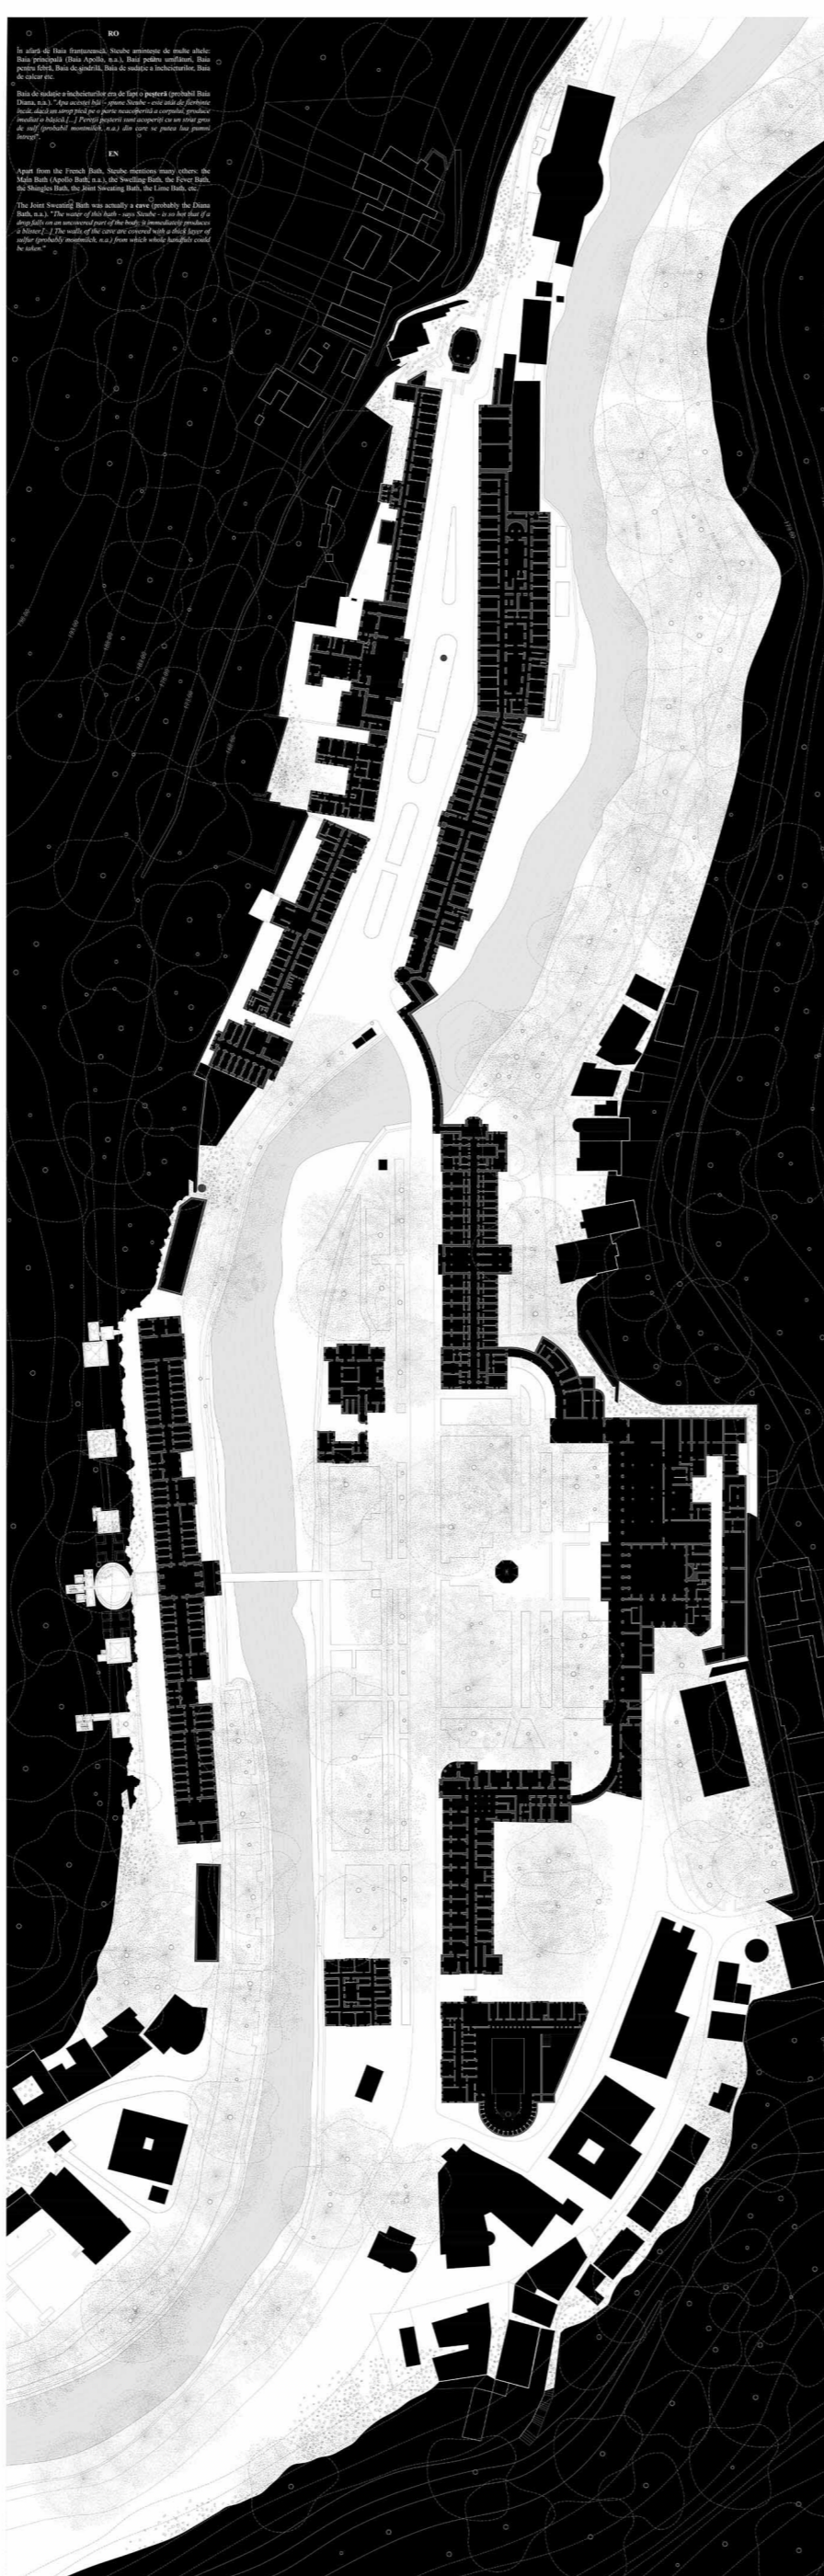 RO
În afară de Baia franțuzească, Steube amintește de multe altele:
Baia principală (Baia Apollo, n.a.), Baia pentru umflături, Baia
pentru febră, Baia de șindrilă, Baia de sudație a încheieturilor, Baia
de calcar etc.
Baia de sudație a încheieturilor era de fapt o peșteră (probabil Baia
Diana, n.a.). "Apa acestei băi - spune Steube - este atât de fierbinte
încât, dacă un strop pică pe o parte neacoperită a corpului, produce
imediat o bășică.[...] Pereții peșterii sunt acoperiți cu un strat gros
de sulf (probabil montmilch, n.a.) din care se putea lua pumni
întregi".
EN
Apart from the French Bath, Steube mentions many others: the
Main Bath (Apollo Bath, n.a.), the Swelling Bath, the Fever Bath,
the Shingles Bath, the Joint Sweating Bath, the Lime Bath, etc.
The Joint Sweating Bath was actually a cave (probably the Diana
Bath, n.a.). "The water of this bath - says Steube - is so hot that if a
drop falls on an uncovered part of the body, it immediately produces
a blister.[...] The walls of the cave are covered with a thick layer of
sulfur (probably montmilch, n.a.) from which whole handfuls could
be taken."